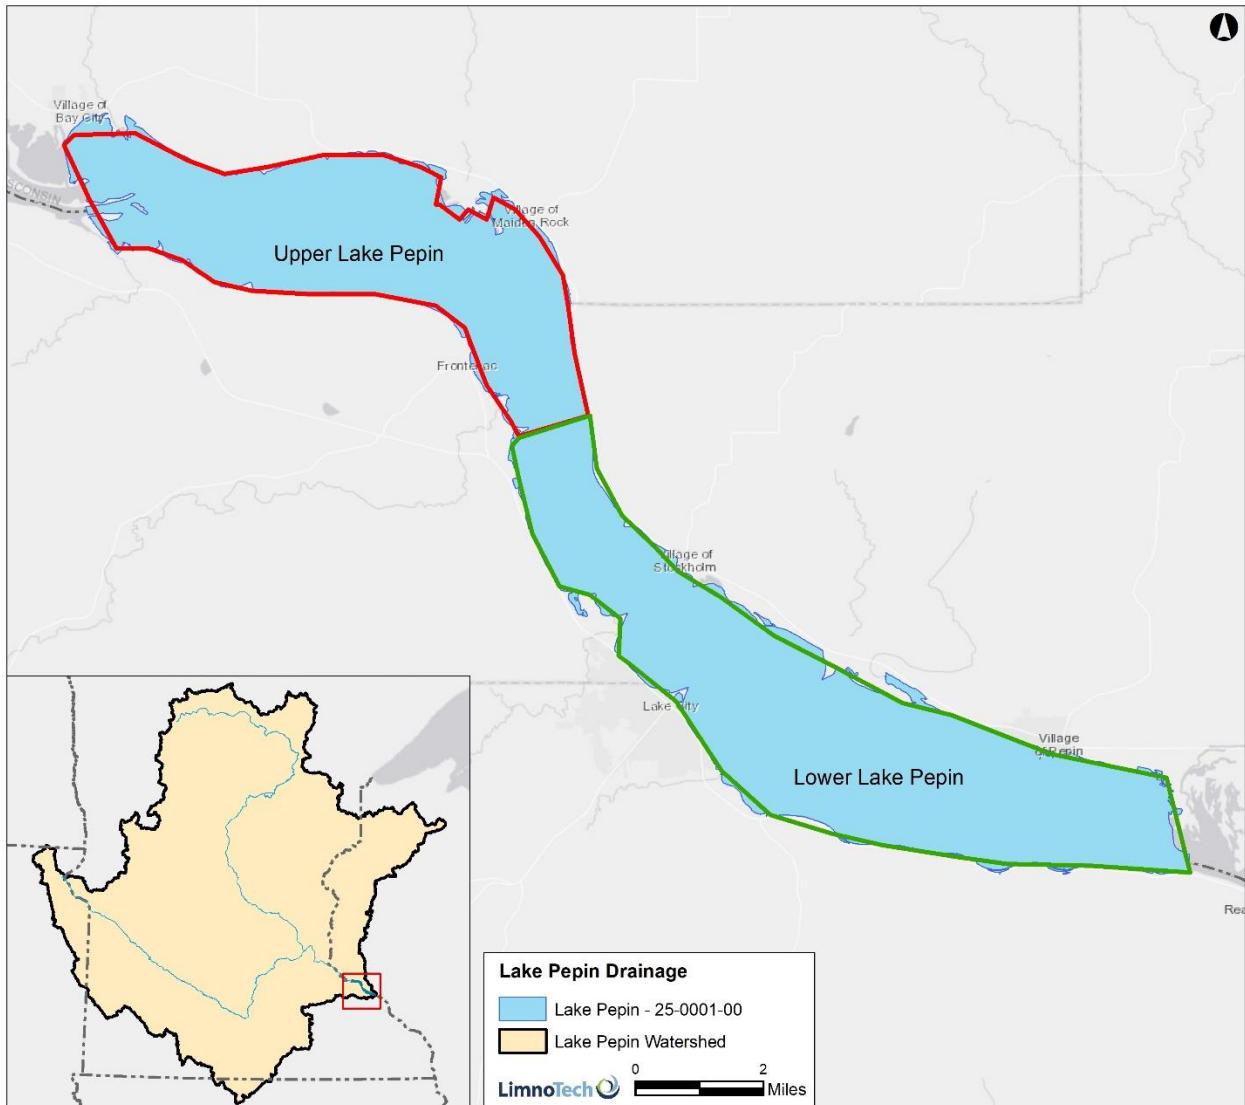 Village of
Bay City
WISCONSIN
Village of
Maiden Rock
Upper Lake Pepin
Frontenac
Village of
Stockholm
Lake City
Village
of Pepin
Lower Lake Pepin
Rea
Lake Pepin Drainage
Lake Pepin - 25-0001-00
Lake Pepin Watershed
LimnoTech
0 2
Miles